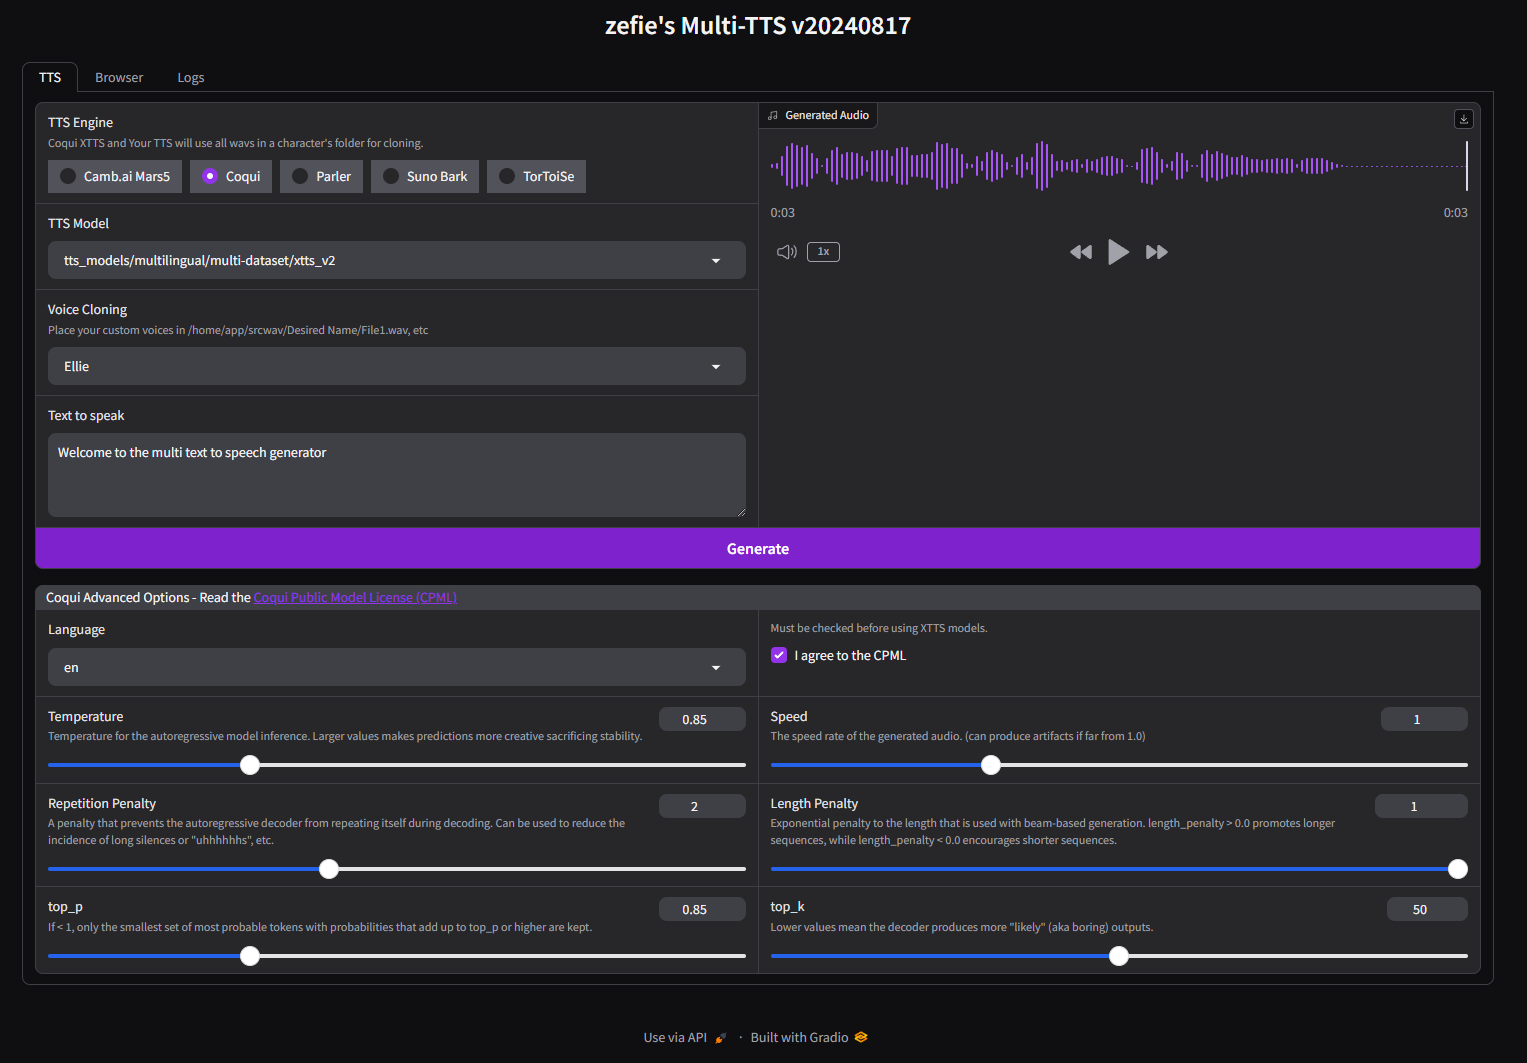 zefie's Multi-TTS v20240817
TTS
Browser
Logs
TTS Engine
Coqui XTTS and Your TTS will use all wavs in a character's folder for cloning.
Camb.ai Mars5
Coqui
Parler
Suno Bark
TorToiSe
TTS Model
tts_models/multilingual/multi-dataset/xtts_v2
Voice Cloning
Place your custom voices in /home/app/srcwav/Desired Name/File1.wav, etc
Ellie
Text to speak
Welcome to the multi text to speech generator
Generated Audio
0:03
0:03
1x
Generate
Coqui Advanced Options - Read the Coqui Public Model License (CPML)
Language
en
Must be checked before using XTTS models.
I agree to the CPML
Temperature
0.85
Temperature for the autoregressive model inference. Larger values makes predictions more creative sacrificing stability.
Speed
1
The speed rate of the generated audio. (can produce artifacts if far from 1.0)
Repetition Penalty
2
A penalty that prevents the autoregressive decoder from repeating itself during decoding. Can be used to reduce the
incidence of long silences or "uhhhhhhs", etc.
Length Penalty
1
Exponential penalty to the length that is used with beam-based generation. length_penalty > 0.0 promotes longer
sequences, while length_penalty < 0.0 encourages shorter sequences.
top_p
0.85
If < 1, only the smallest set of most probable tokens with probabilities that add up to top_p or higher are kept.
top_k
50
Lower values mean the decoder produces more "likely" (aka boring) outputs.
Use via API · Built with Gradio